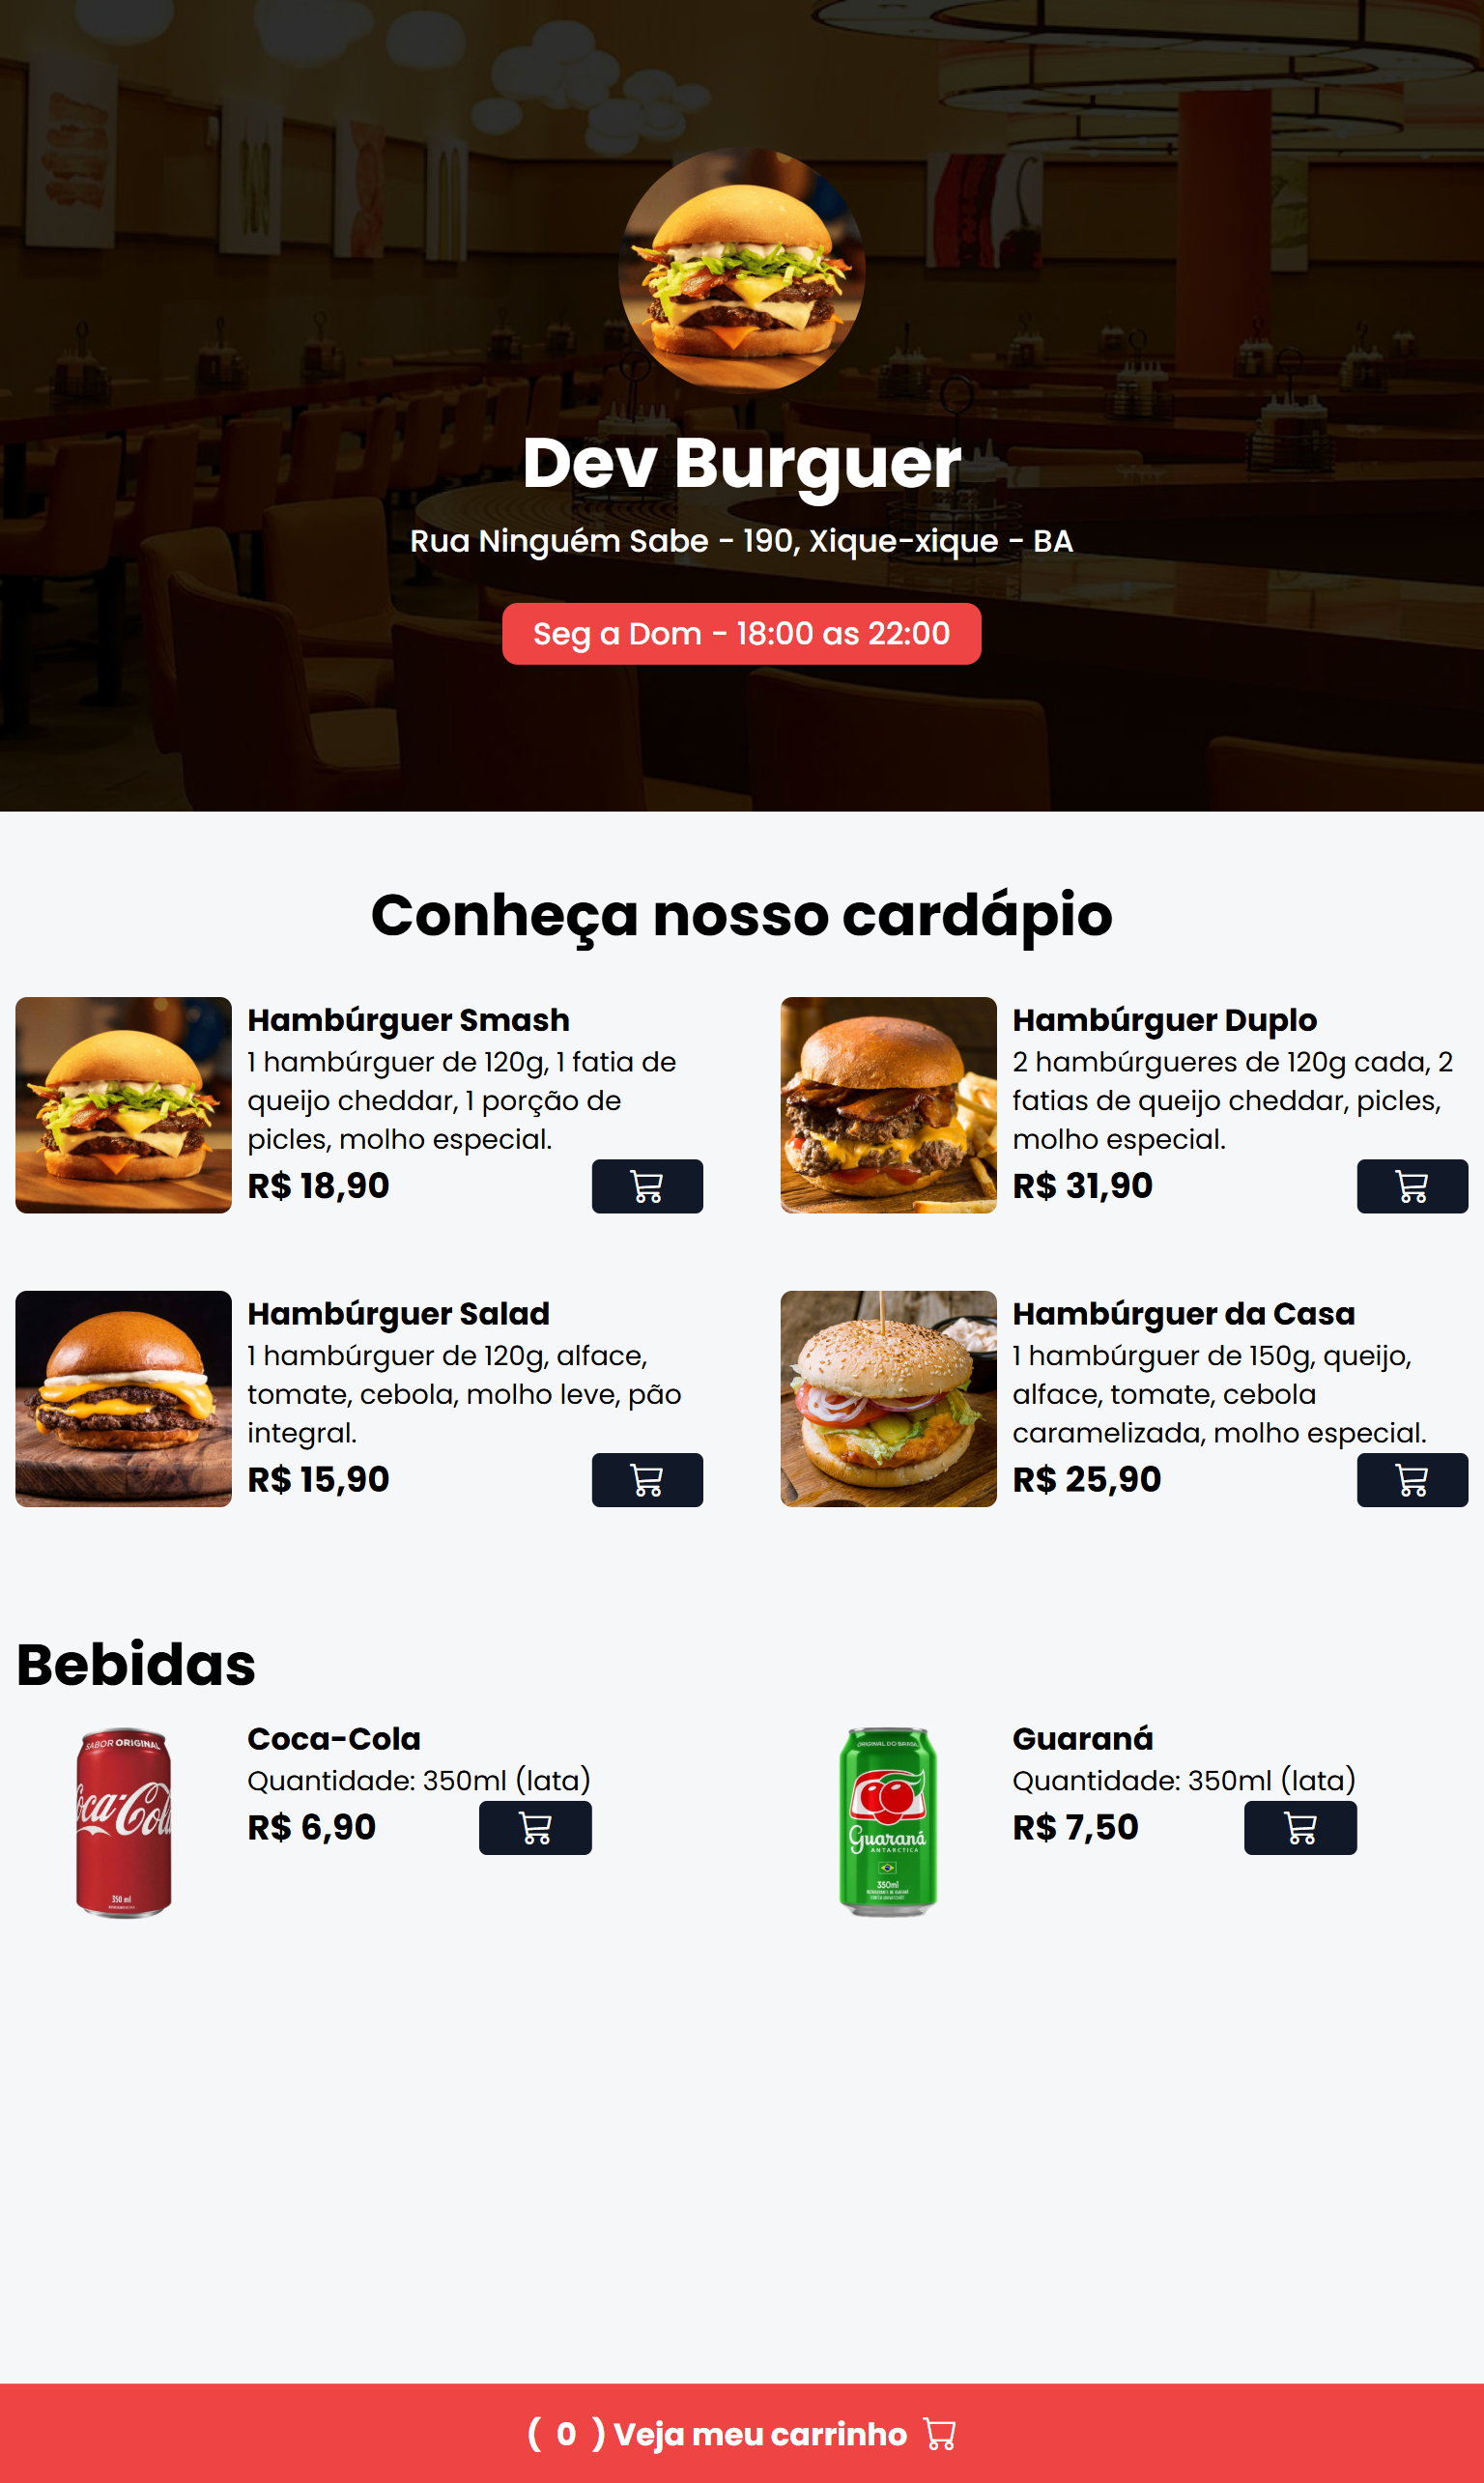 Dev Burguer
Rua Ninguém Sabe - 190, Xique-xique - BA
Seg a Dom - 18:00 as 22:00
Conheça nosso cardápio
Hambúrguer Smash
1 hambúrguer de 120g, 1 fatia de
queijo cheddar, 1 porção de
picles, molho especial.
R$ 18,90
Hambúrguer Duplo
2 hambúrgueres de 120g cada, 2
fatias de queijo cheddar, picles,
molho especial.
R$ 31,90
Hambúrguer Salad
1 hambúrguer de 120g, alface,
tomate, cebola, molho leve, pão
integral.
R$ 15,90
Hambúrguer da Casa
1 hambúrguer de 150g, queijo,
alface, tomate, cebola
caramelizada, molho especial.
R$ 25,90
Bebidas
SABOR ORIGINAL
Coca-Cola
350 ml
Coca-Cola
Quantidade: 350ml (lata)
R$ 6,90
ORIGINAL DO BRASIL
Guaraná
ANTARCTICA
350ml
Guaraná
Quantidade: 350ml (lata)
R$ 7,50
( 0 ) Veja meu carrinho